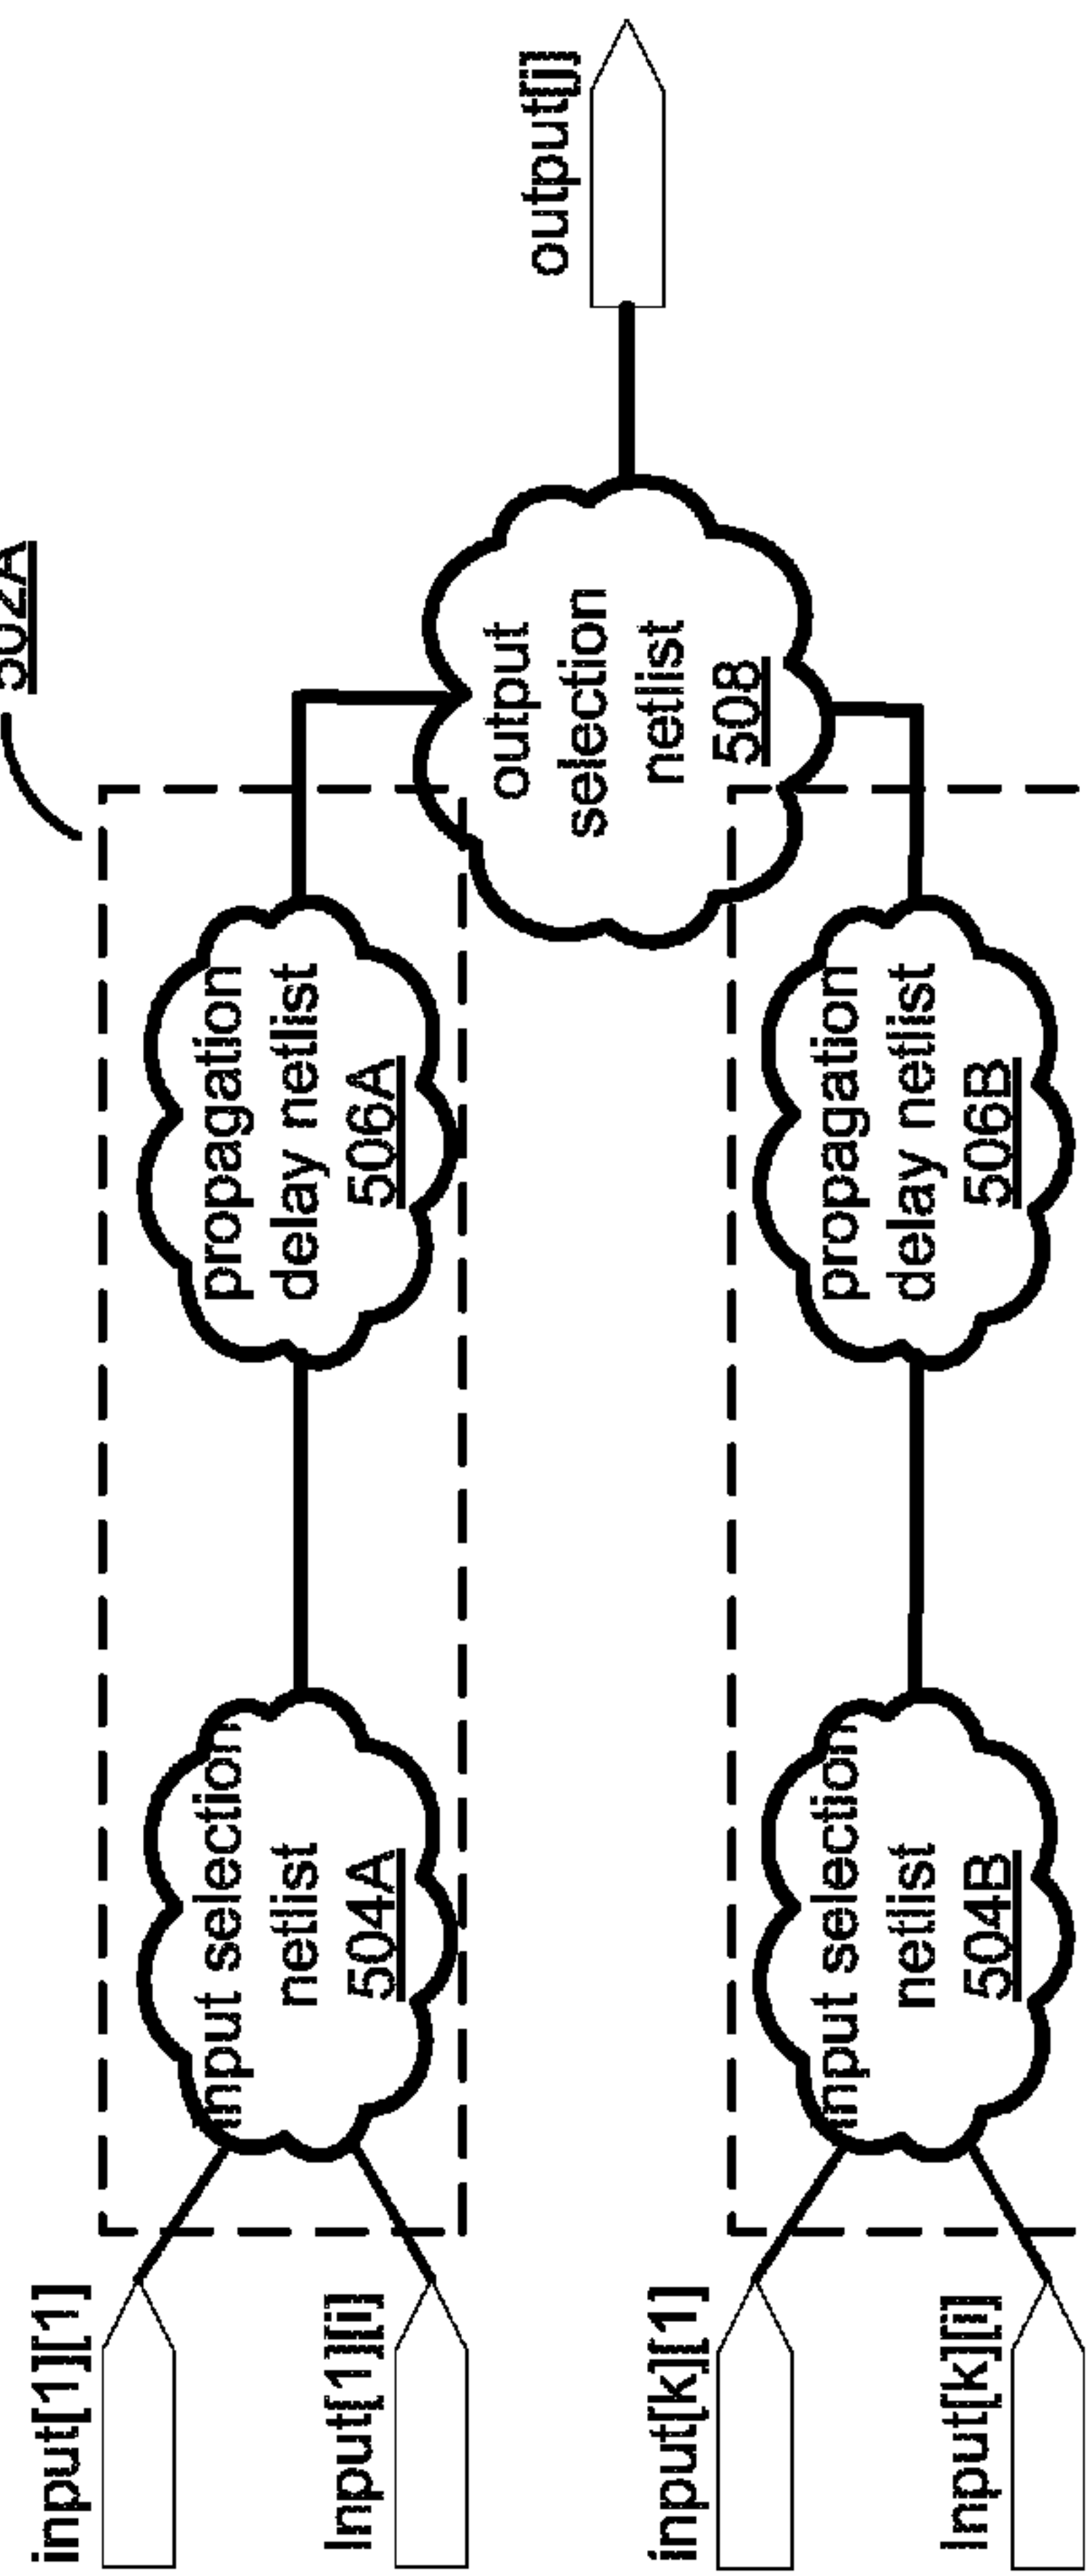 502A
input[1][1]
Input[1][i]
input selection
netlist
504A
propagation
delay netlist
506A
output
selection
netlist
508
output[j]
input[k][1]
Input[k][i]
input selection
netlist
504B
propagation
delay netlist
506B